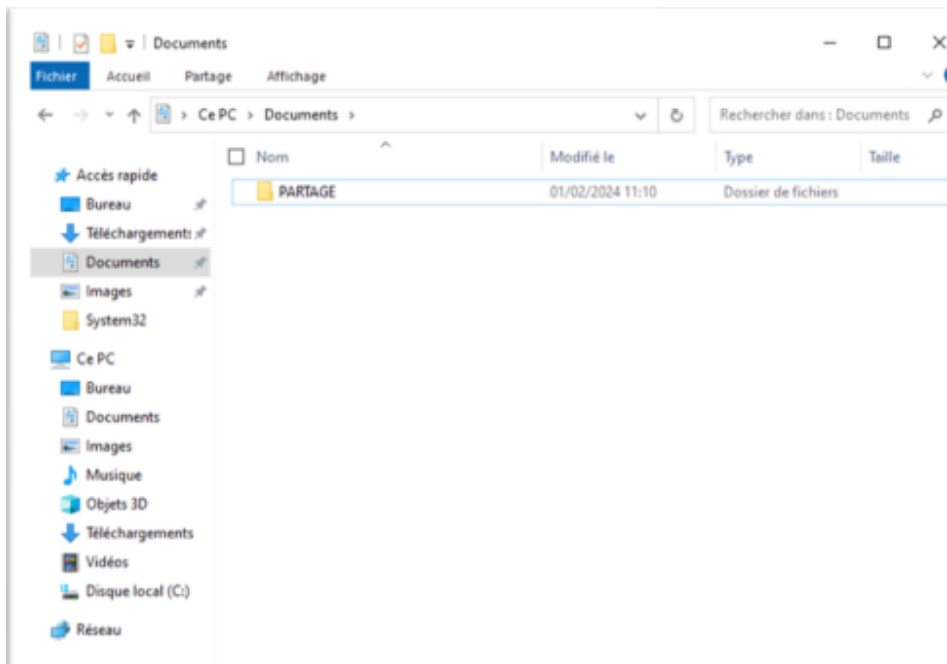 Documents
Fichier Accueil Partage Affichage
Ce PC > Documents >
Rechercher dans : Documents
Nom Modifié le Type Taille
PARTAGE 01/02/2024 11:10 Dossier de fichiers
Accès rapide
Bureau
Téléchargements
Documents
Images
System32
Ce PC
Bureau
Documents
Images
Musique
Objets 3D
Téléchargements
Vidéos
Disque local (C:)
Réseau